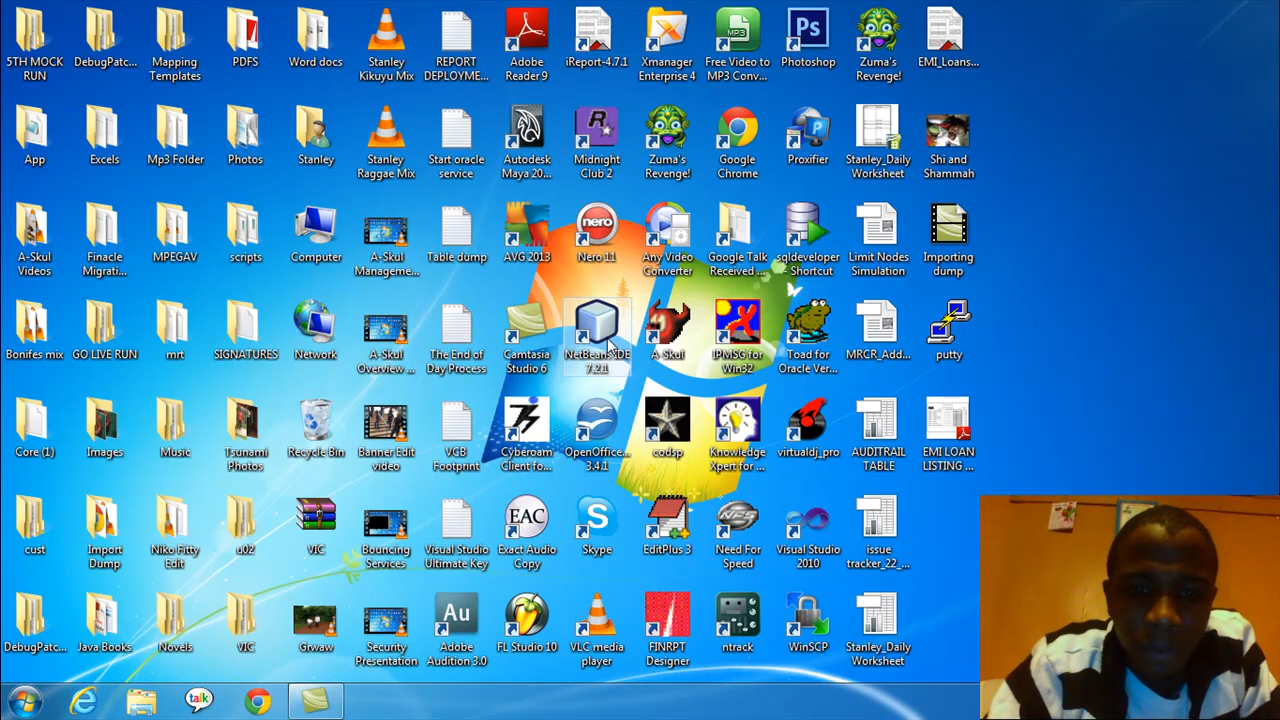 5TH MOCK
RUN
DebugPatc...
Mapping
Templates
PDFS
Word docs
Stanley
Kikuyu Mix
REPORT
DEPLOYME...
Adobe
Reader 9
iReport-4.7.1
Xmanager
Enterprise 4
MP3
Free Video to
MP3 Conv...
Ps
Photoshop
Zuma's
Revenge!
EMI_Loans...
App
Excels
Mp3 Folder
Photos
Stanley
Stanley
Raggae Mix
Start oracle
service
Autodesk
Maya 20...
R
Midnight
Club 2
Zuma's
Revenge!
Google
Chrome
P
Proxifier
Stanley_Daily
Worksheet
Shi and
Shammah
A-Skul
Videos
Finacle
Migrati...
MPEGAV
scripts
Computer
A-Skul
Manageme...
Table dump
AVG 2013
nero
Nero 11
Any Video
Converter
Google Talk
Received ...
sqldeveloper
- Shortcut
Limit Nodes
Simulation
Importing
dump
Bonifes mix
GO LIVE RUN
mrt
SIGNATURES
Network
A-Skul
Overview ...
The End of
Day Process
Camtasia
Studio 6
NetBeans IDE
7.2.1
A-Skul
IPMSG for
Win32
Toad for
Oracle Ver...
MRCR_Add...
putty
Core (1)
Images
Music
Tsunami
Photos
Recycle Bin
Banner Edit
video
VCB
Footprint
Cyberoam
Client fo...
OpenOffice...
3.4.1
codsp
Knowledge
Xpert for ...
virtualdj_pro
AUDITRAIL
TABLE
EMI LOAN
LISTING ...
cust
Import
Dump
Niko Fitty
Edit
u02
VIC
Bouncing
Services
Visual Studio
Ultimate Key
EAC
Exact Audio
Copy
S
Skype
EditPlus 3
NFS
Need For
Speed
Visual Studio
2010
issue
tracker_22_...
DebugPatc...
Java Books
Novels
VIC
Grwaw
Security
Presentation
Au
Adobe
Audition 3.0
FL Studio 10
VLC media
player
FINRPT
Designer
ntrack
WinSCP
Stanley_Daily
Worksheet
talk